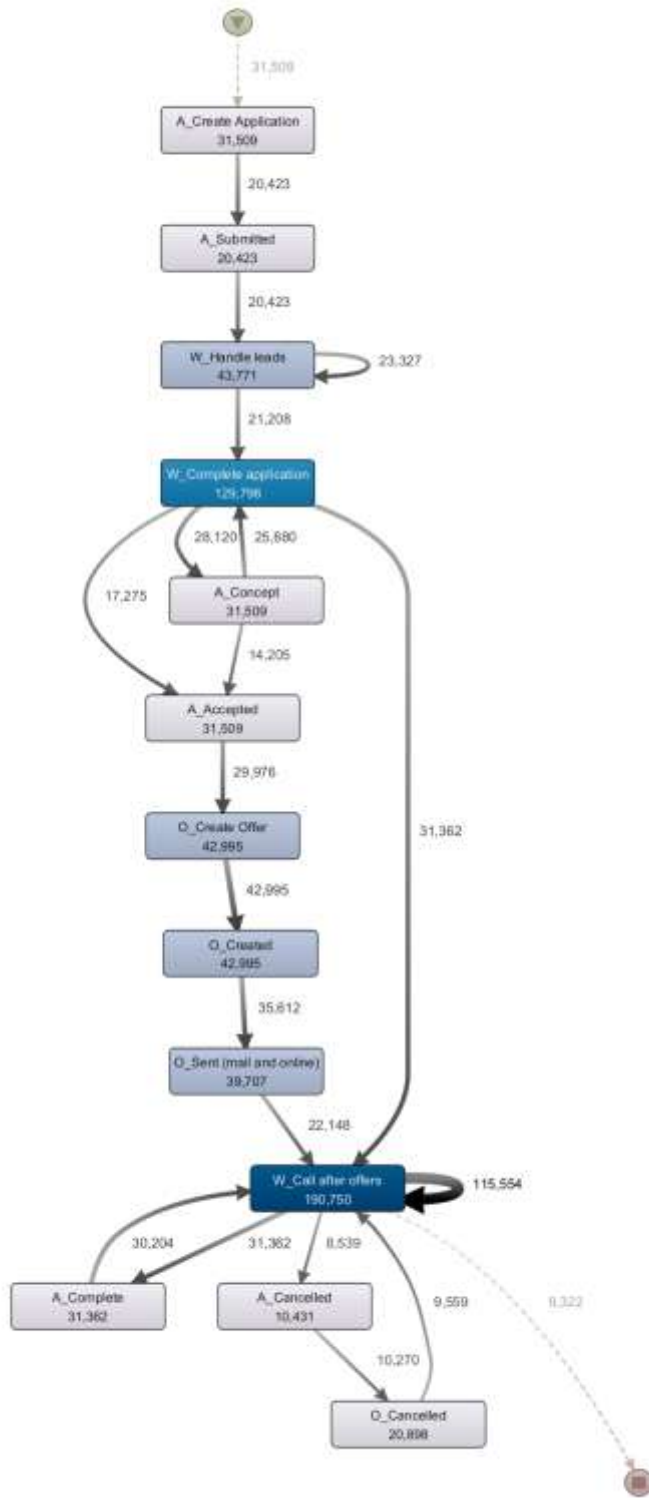 31,509
A_Create Application
31,509
20,423
A_Submitted
20,423
20,423
W_Handle leads
43,771
23,327
21,208
W_Complete application
129,796
28,120
25,680
17,275
A_Concept
31,509
14,205
A_Accepted
31,509
29,976
O_Create Offer
42,995
31,362
42,995
O_Created
42,995
35,612
O_Sent (mail and online)
39,707
22,148
W_Call after offers
190,750
115,554
30,204
31,362
8,539
A_Complete
31,362
A_Cancelled
10,431
9,559
9,322
10,270
O_Cancelled
20,898